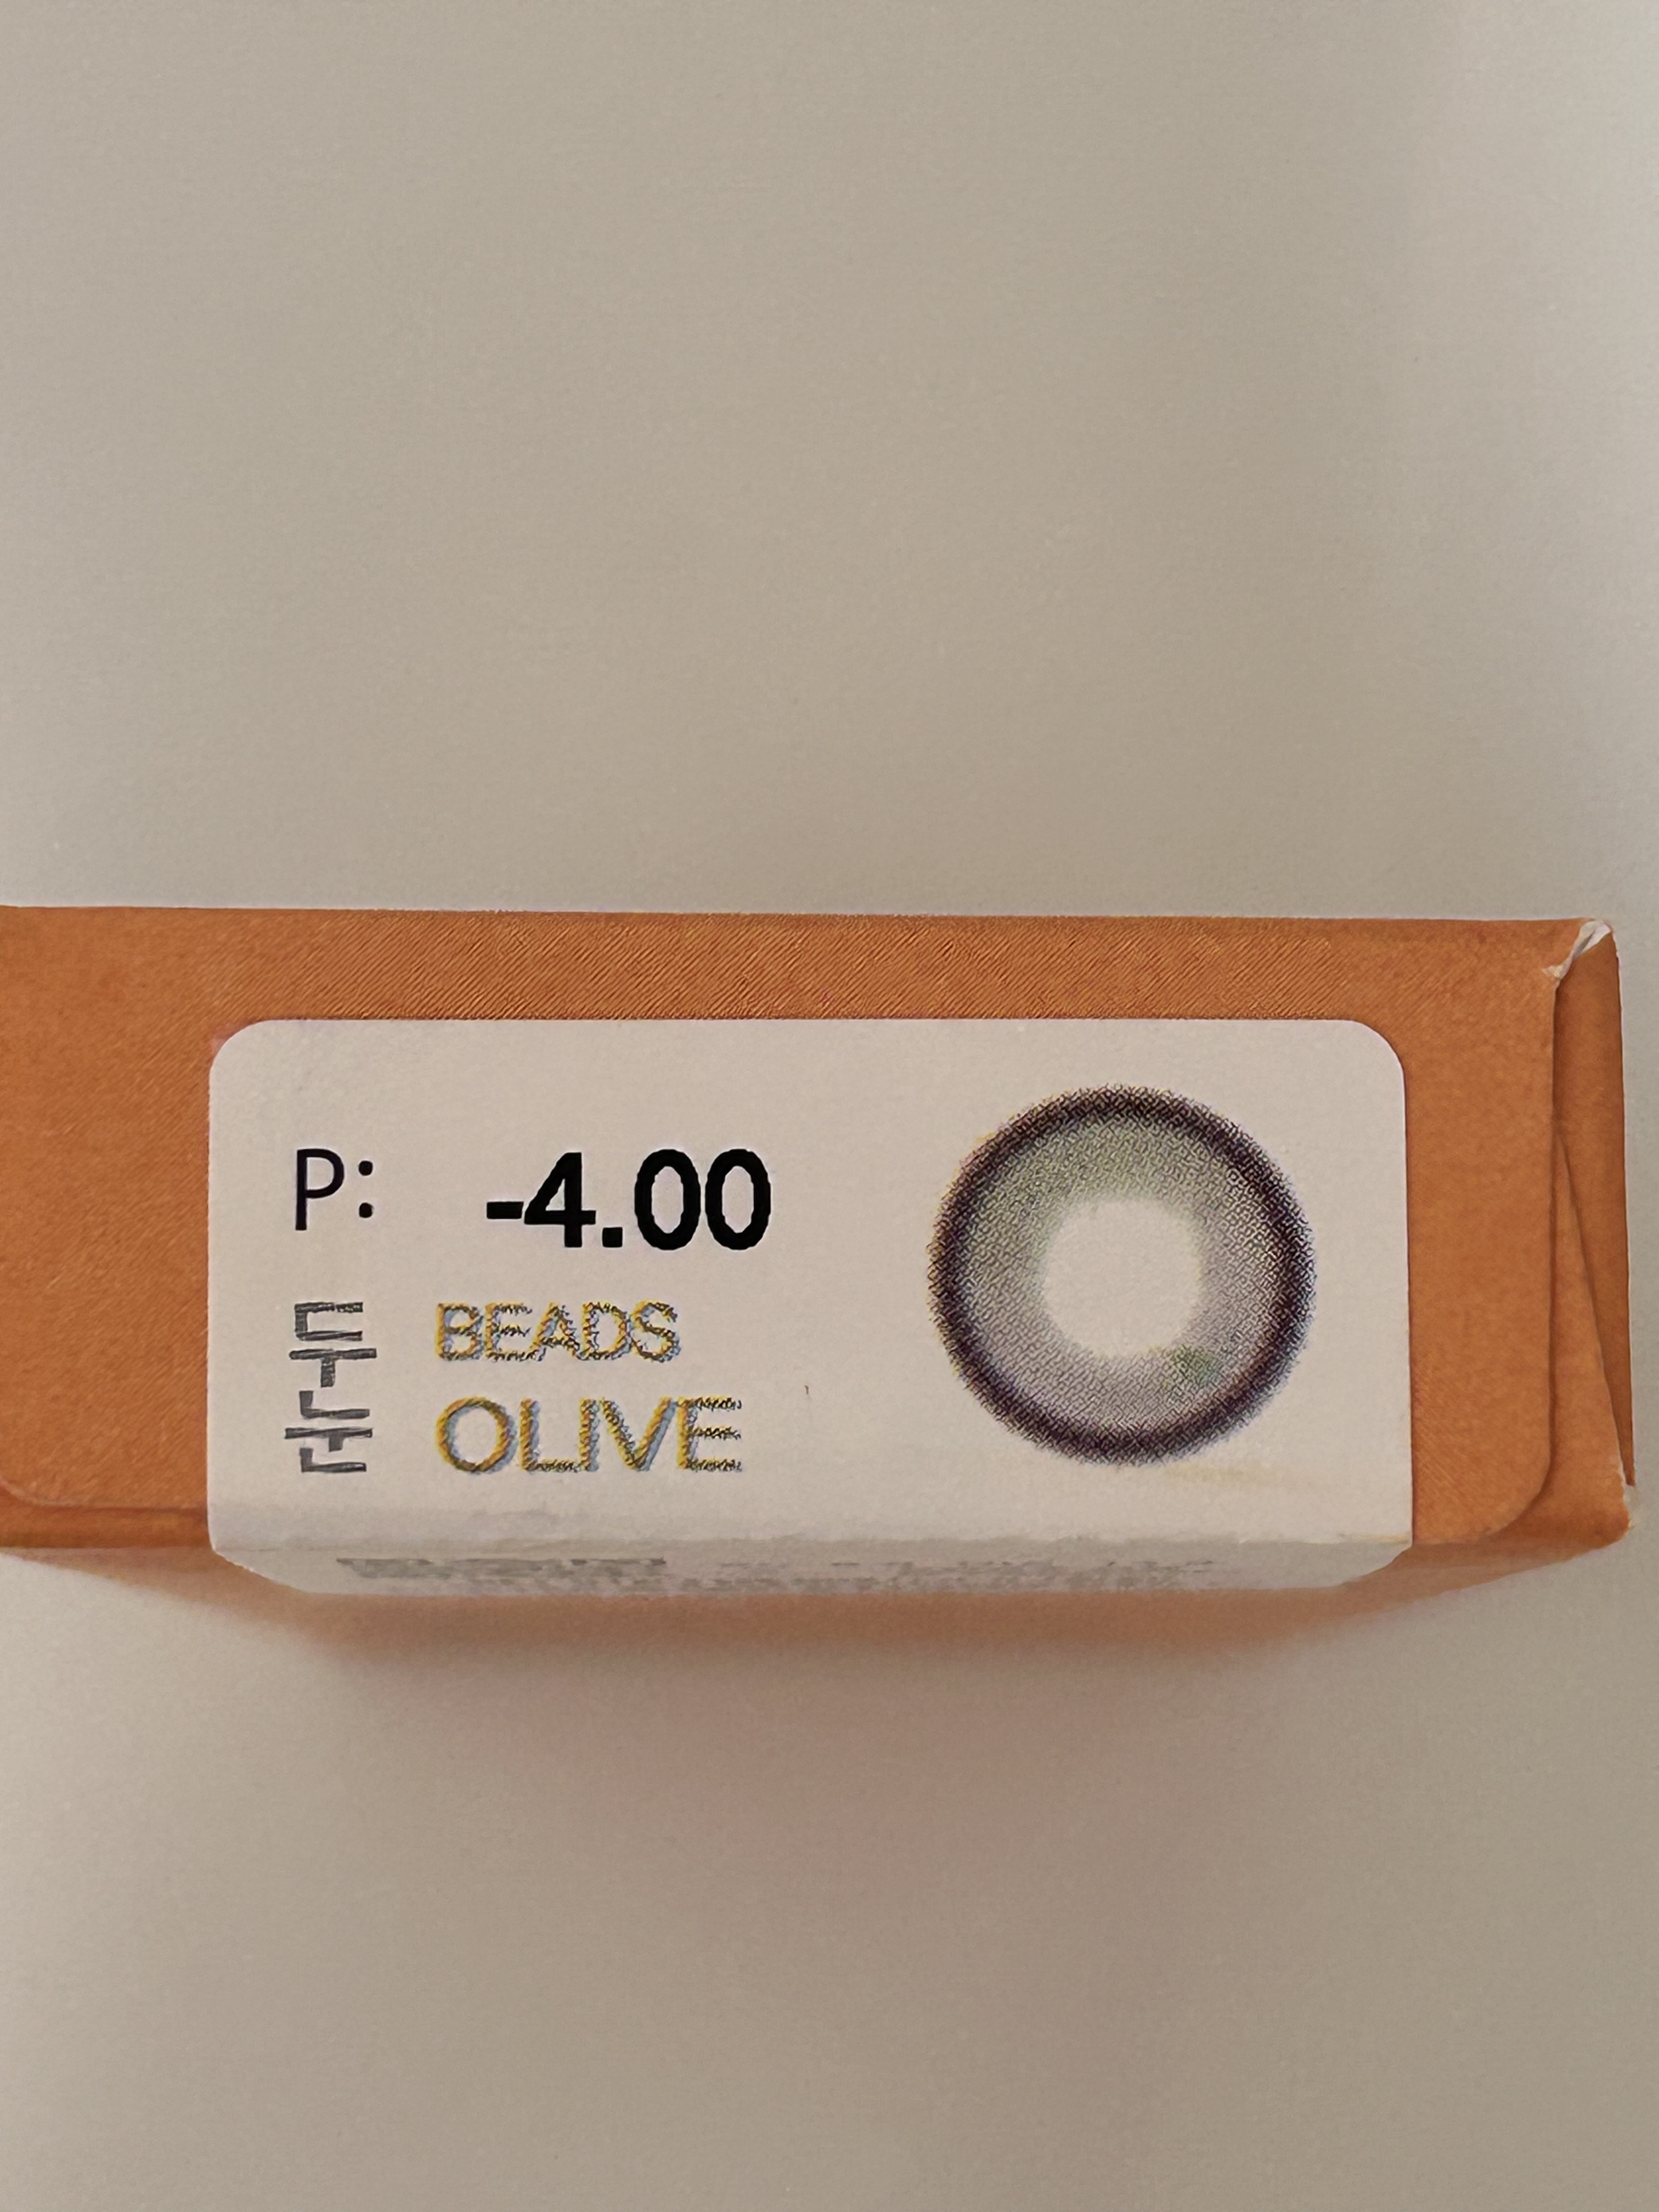 P: -4.00
두눈
BEADS
OLIVE